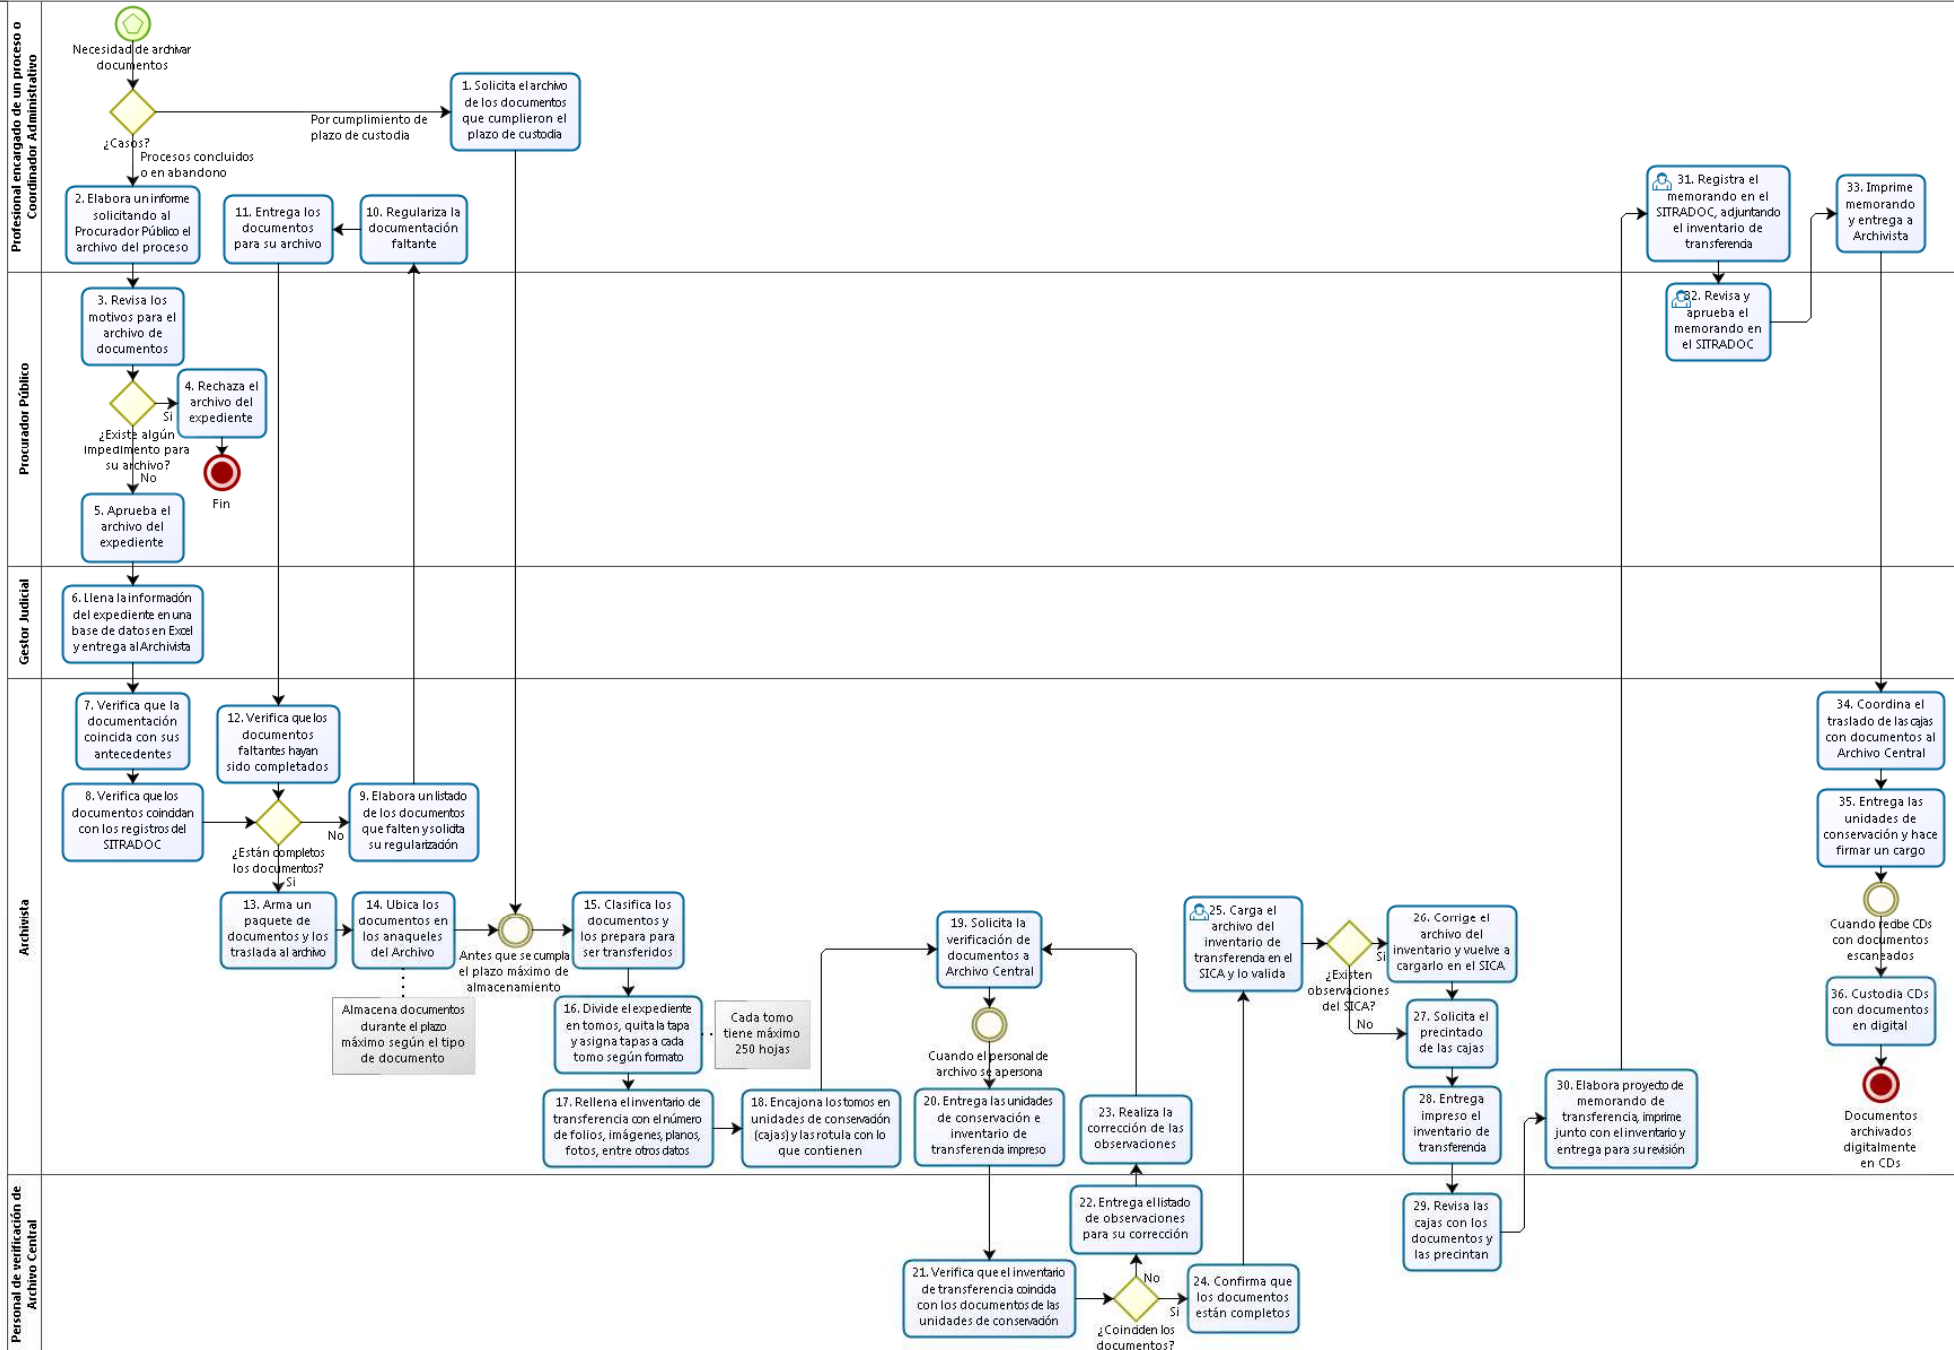 Profesional encargado de un proceso o
Coordinador Administrativo
Necesidad de archivar
documentos
¿Casos?
Por cumplimiento de
plazo de custodia
Procesos concluidos
o en abandono
1. Solicita el archivo
de los documentos
que cumplieron el
plazo de custodia
2. Elabora un informe
solicitando al
Procurador Público el
archivo del proceso
11. Entrega los
documentos
para su archivo
10. Regulariza la
documentación
faltante
31. Registra el
memorando en el
SITRADOC, adjuntando
el inventario de
transferencia
33. Imprime
memorando
y entrega a
Archivista
Procurador Público
3. Revisa los
motivos para el
archivo de
documentos
4. Rechaza el
archivo del
expediente
Si
¿Existe algún
impedimento para
su archivo?
No
Fin
5. Aprueba el
archivo del
expediente
32. Revisa y
aprueba el
memorando en
el SITRADOC
Gestor Judicial
6. Llena la información
del expediente en una
base de datos en Excel
y entrega al Archivista
Archivista
7. Verifica que la
documentación
coincida con sus
antecedentes
8. Verifica que los
documentos coincidan
con los registros del
SITRADOC
12. Verifica que los
documentos
faltantes hayan
sido completados
No
¿Están completos
los documentos?
Si
9. Elabora un listado
de los documentos
que falten y solicita
su regularización
13. Arma un
paquete de
documentos y los
traslada al archivo
14. Ubica los
documentos en
los anaqueles
del Archivo
Almacena documentos
durante el plazo
máximo según el tipo
de documento
Antes que se cumpla
el plazo máximo de
almacenamiento
15. Clasifica los
documentos y
los prepara para
ser transferidos
16. Divide el expediente
en tomos, quita la tapa
y asigna tapas a cada
tomo según formato
Cada tomo
tiene máximo
250 hojas
17. Rellena el inventario de
transferencia con el número
de folios, imágenes, planos,
fotos, entre otros datos
18. Encajona los tomos en
unidades de conservación
(cajas) y las rotula con lo
que contienen
19. Solicita la
verificación de
documentos a
Archivo Central
Cuando el personal de
archivo se apersona
20. Entrega las unidades
de conservación e
inventario de
transferencia impreso
23. Realiza la
corrección de las
observaciones
25. Carga el
archivo del
inventario de
transferencia en el
SICA y lo valida
Si
¿Existen
observaciones
del SICA?
No
26. Corrige el
archivo del
inventario y vuelve a
cargarlo en el SICA
27. Solicita el
precintado
de las cajas
28. Entrega
impreso el
inventario de
transferencia
30. Elabora proyecto de
memorando de
transferencia, imprime
junto con el inventario y
entrega para su revisión
34. Coordina el
traslado de las cajas
con documentos al
Archivo Central
35. Entrega las
unidades de
conservación y hace
firmar un cargo
Cuando recibe CDs
con documentos
escaneados
36. Custodia CDs
con documentos
en digital
Documentos
archivados
digitalmente
en CDs
Personal de verificación de
Archivo Central
21. Verifica que el inventario
de transferencia coincida
con los documentos de las
unidades de conservación
22. Entrega el listado
de observaciones
para su corrección
No
Si
¿Coinciden los
documentos?
24. Confirma que
los documentos
están completos
29. Revisa las
cajas con los
documentos y
las precintan